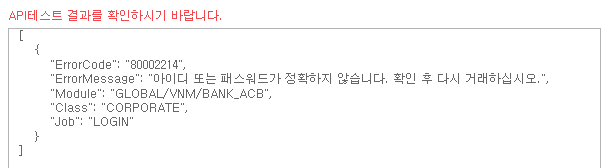 API테스트 결과를 확인하시기 바랍니다.
[
{
"ErrorCode": "80002214",
"ErrorMessage": "아이디 또는 패스워드가 정확하지 않습니다. 확인 후 다시 거래하십시오.",
"Module": "GLOBAL/VNM/BANK_ACB",
"Class": "CORPORATE",
"Job": "LOGIN"
}
]